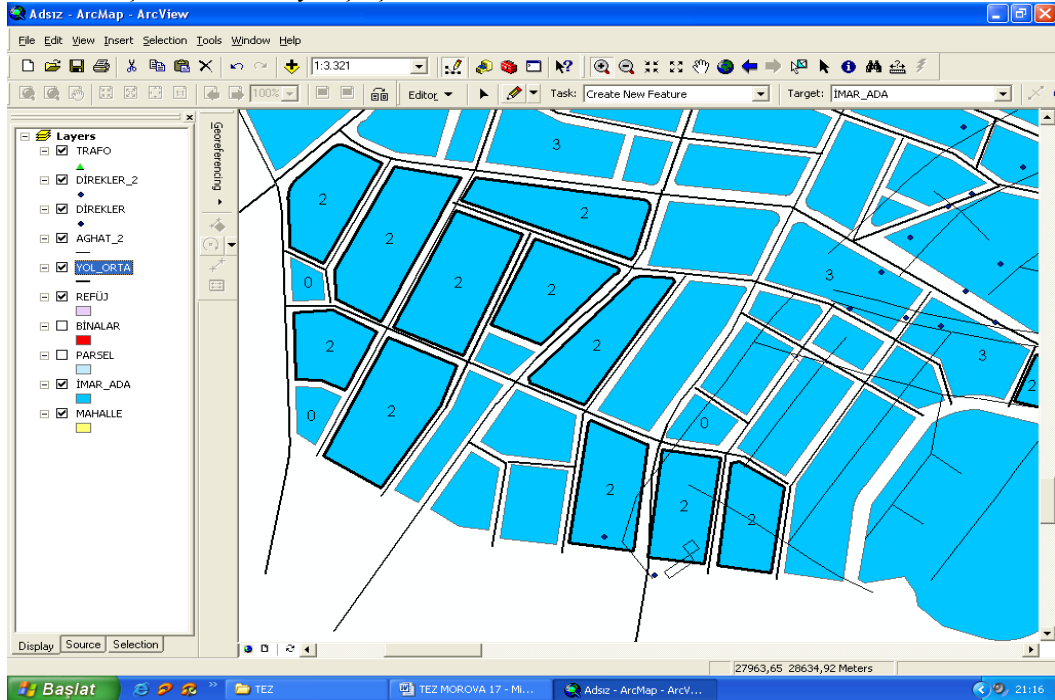 Adsız - ArcMap - ArcView
File Edit View Insert Selection Tools Window Help
1:3.321
100% Editor Task: Create New Feature Target: İMAR_ADA
Layers
TRAFO
DİREKLER_2
DİREKLER
AGHAT_2
YOL_ORTA
REFÜJ
BİNALAR
PARSEL
İMAR_ADA
MAHALLE
Georeferencing
3
2
2
2
2
3
0
2
2
2
3
2
2
0
0
2
2
2
2
Display Source Selection
27963,65 28634,92 Meters
Başlat TEZ TEZ MOROVA 17 - Mi... Adsız - ArcMap - ArcV... 21:16